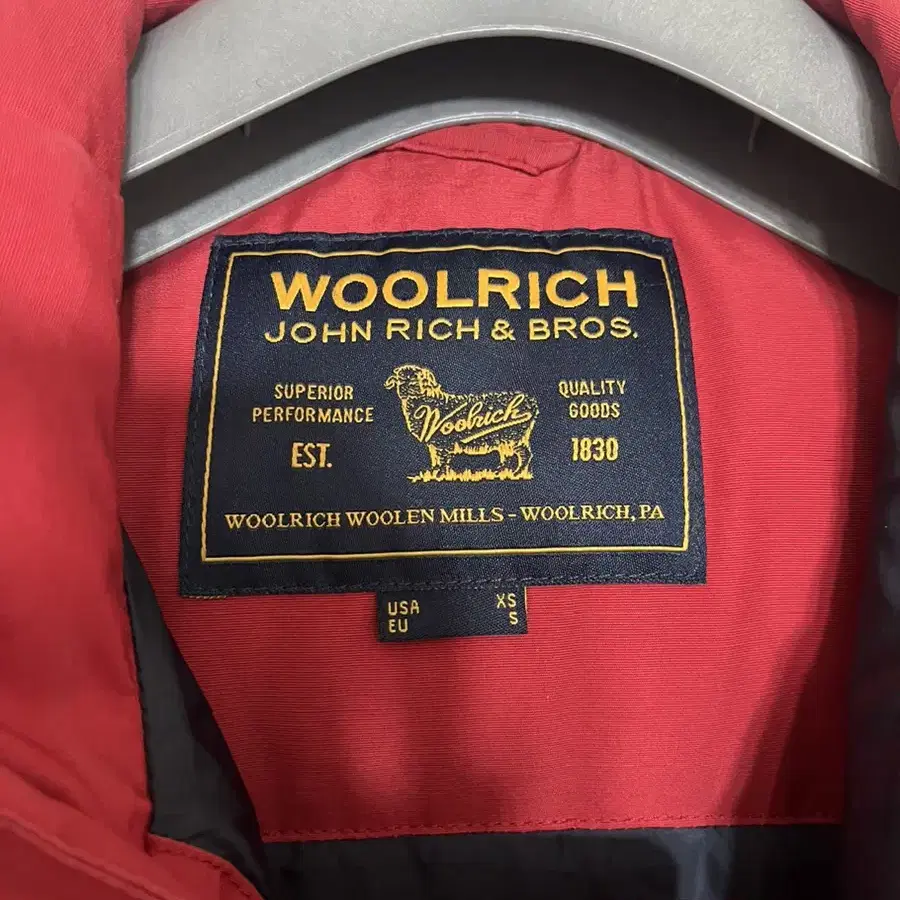 WOOLRICH
JOHN RICH & BROS.
SUPERIOR
PERFORMANCE
EST.
Woolrich
QUALITY
GOODS
1830
WOOLRICH WOOLEN MILLS - WOOLRICH, PA
USA XS
EU S